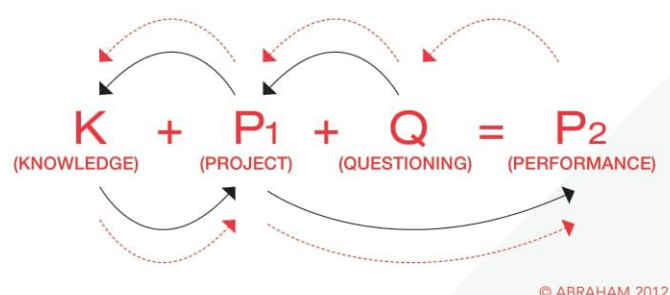 K + P1 + Q = P2
(KNOWLEDGE) (PROJECT) (QUESTIONING) (PERFORMANCE)
© ABRAHAM 2012